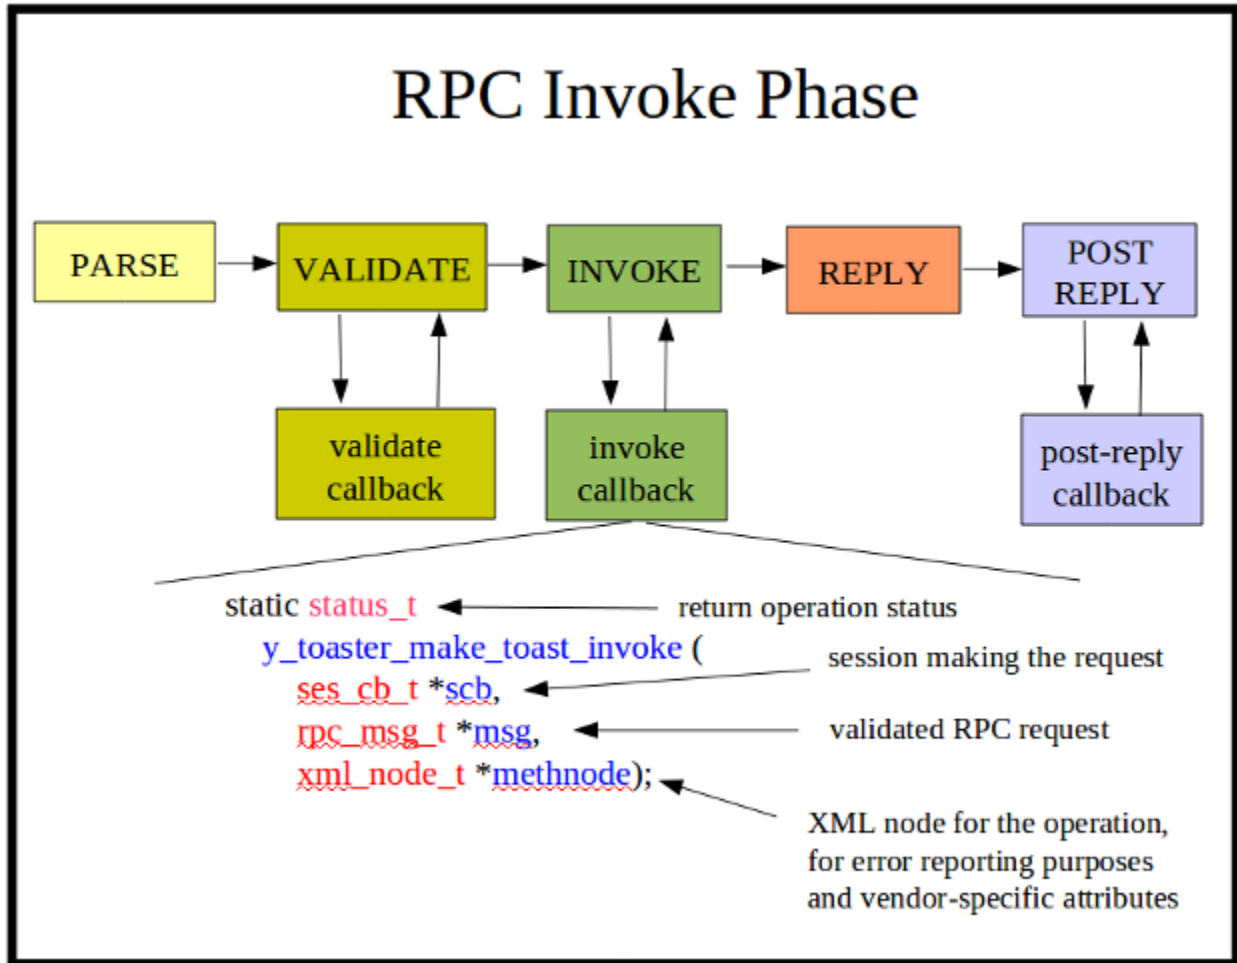 RPC Invoke Phase
PARSE
VALIDATE
INVOKE
REPLY
POST
REPLY
validate
callback
invoke
callback
post-reply
callback
static status_t
return operation status
y_toaster_make_toast_invoke (
session making the request
ses_cb_t *scb,
rpc_msg_t *msg,
validated RPC request
xml_node_t *methnode);
XML node for the operation,
for error reporting purposes
and vendor-specific attributes